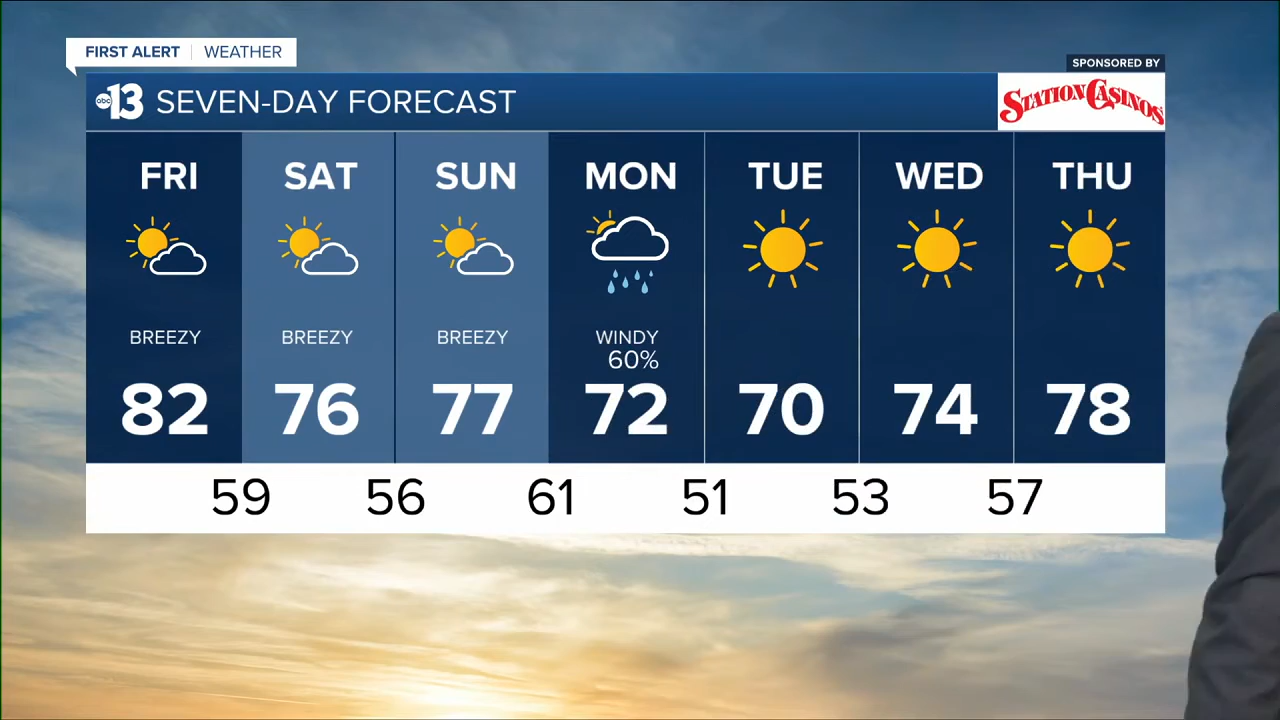 FIRST ALERT | WEATHER
SPONSORED BY
abc 13 SEVEN-DAY FORECAST
STATION CASINOS
FRI SAT SUN MON TUE WED THU
BREEZY BREEZY BREEZY WINDY
60%
82 76 77 72 70 74 78
59 56 61 51 53 57